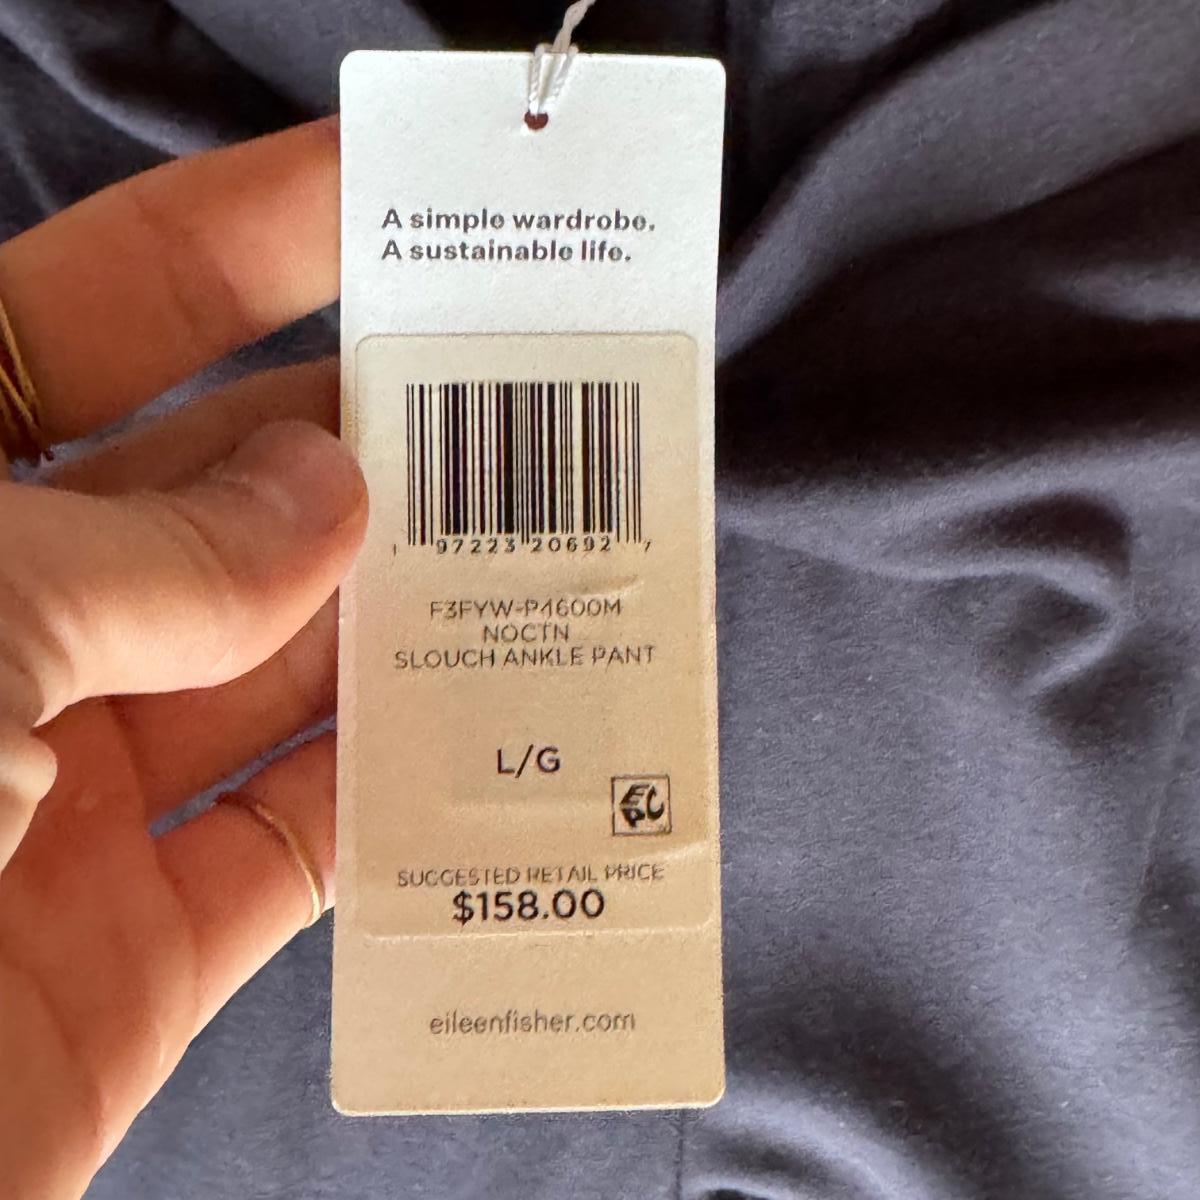 A simple wardrobe.
A sustainable life.
1 97223 20692 7
F3FYW-P4600M
NOCTN
SLOUCH ANKLE PANT
L/G
SUGGESTED RETAIL PRICE
$158.00
eileenfisher.com